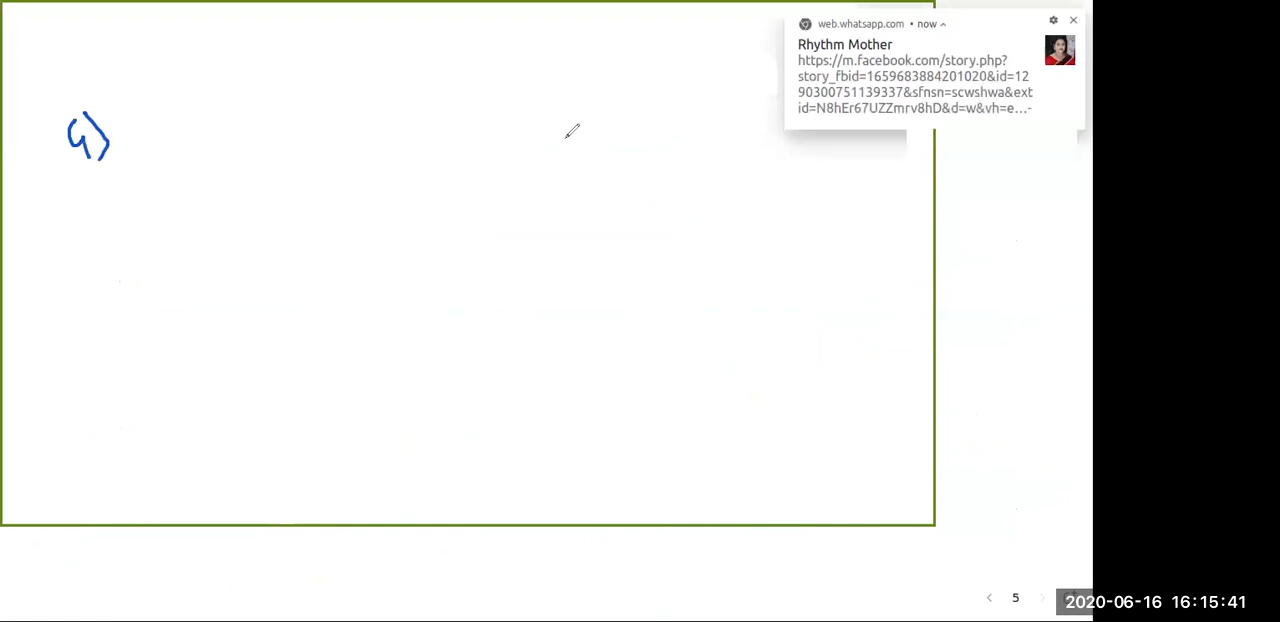 4)
web.whatsapp.com • now
Rhythm Mother
https://m.facebook.com/story.php?
story_fbid=1659683884201020&id=12
90300751139337&sfnsn=scwshwa&ext
id=N8hEr67UZZmrv8hD&d=w&vh=e...-
5
2020-06-16 16:15:41